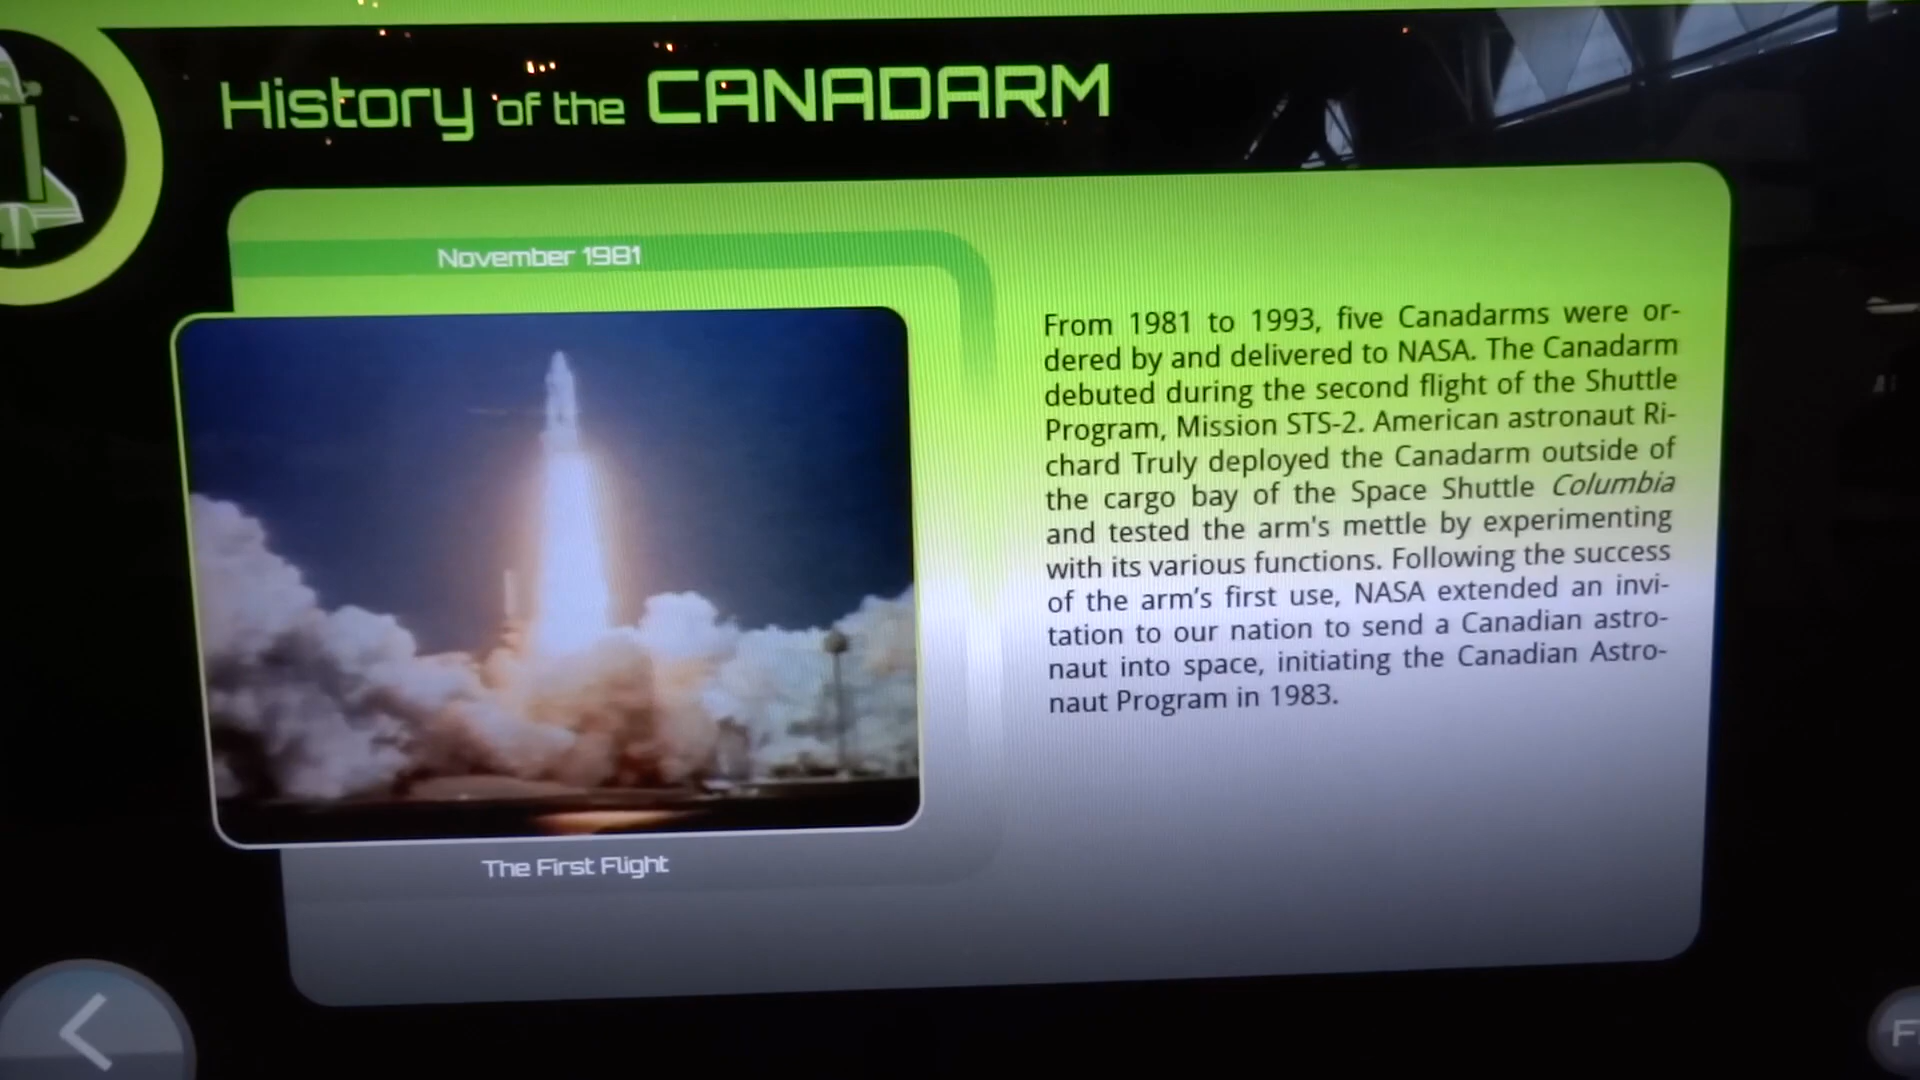 History of the CANADARM
November 1981
The First Flight
From 1981 to 1993, five Canadarms were or-
dered by and delivered to NASA. The Canadarm
debuted during the second flight of the Shuttle
Program, Mission STS-2. American astronaut Ri-
chard Truly deployed the Canadarm outside of
the cargo bay of the Space Shuttle Columbia
and tested the arm's mettle by experimenting
with its various functions. Following the success
of the arm's first use, NASA extended an invi-
tation to our nation to send a Canadian astro-
naut into space, initiating the Canadian Astro-
naut Program in 1983.